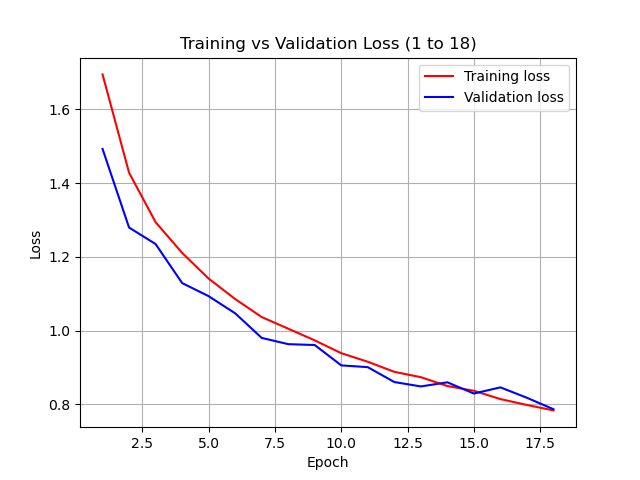 Training vs Validation Loss (1 to 18)
Training loss
Validation loss
1.6
1.4
1.2
1.0
0.8
Loss
2.5 5.0 7.5 10.0 12.5 15.0 17.5
Epoch